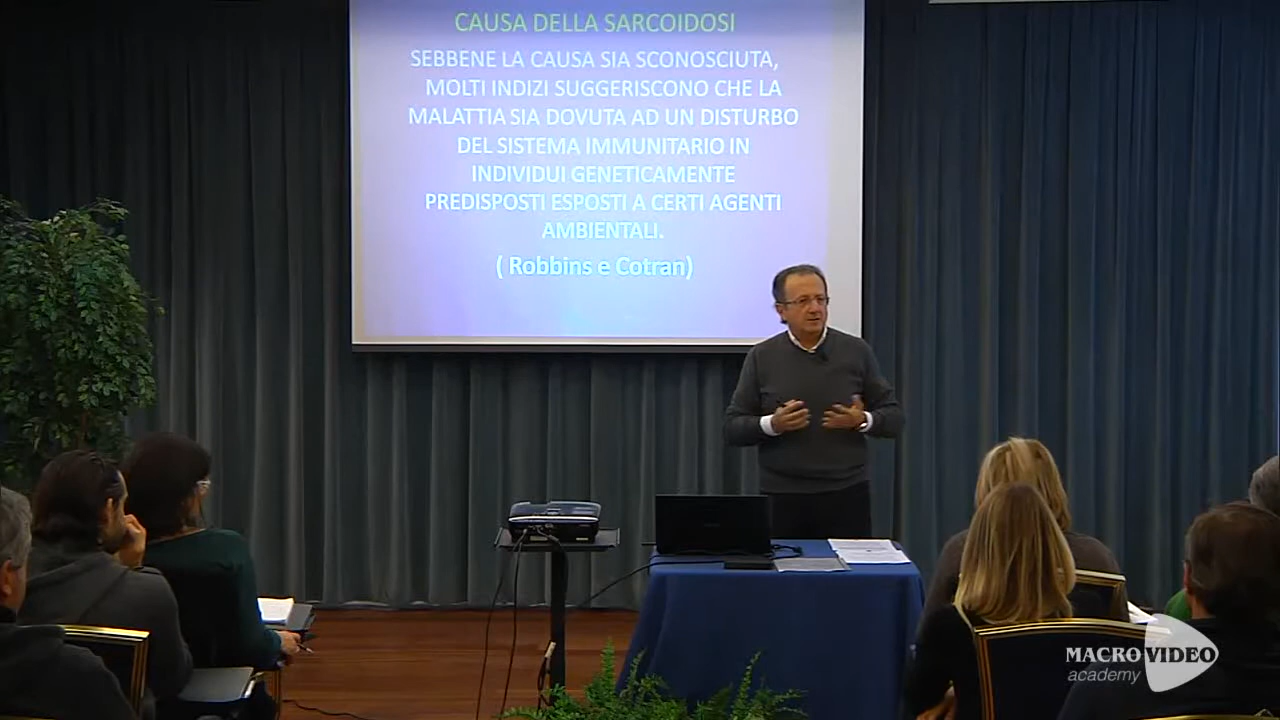 CAUSA DELLA SARCOIDOSI
SEBBENE LA CAUSA SIA SCONOSCIUTA,
MOLTI INDIZI SUGGERISCONO CHE LA
MALATTIA SIA DOVUTA AD UN DISTURBO
DEL SISTEMA IMMUNITARIO IN
INDIVIDUI GENETICAMENTE
PREDISPOSTI ESPOSTI A CERTI AGENTI
AMBIENTALI.
( Robbins e Cotran)
MACRO VIDEO
academy